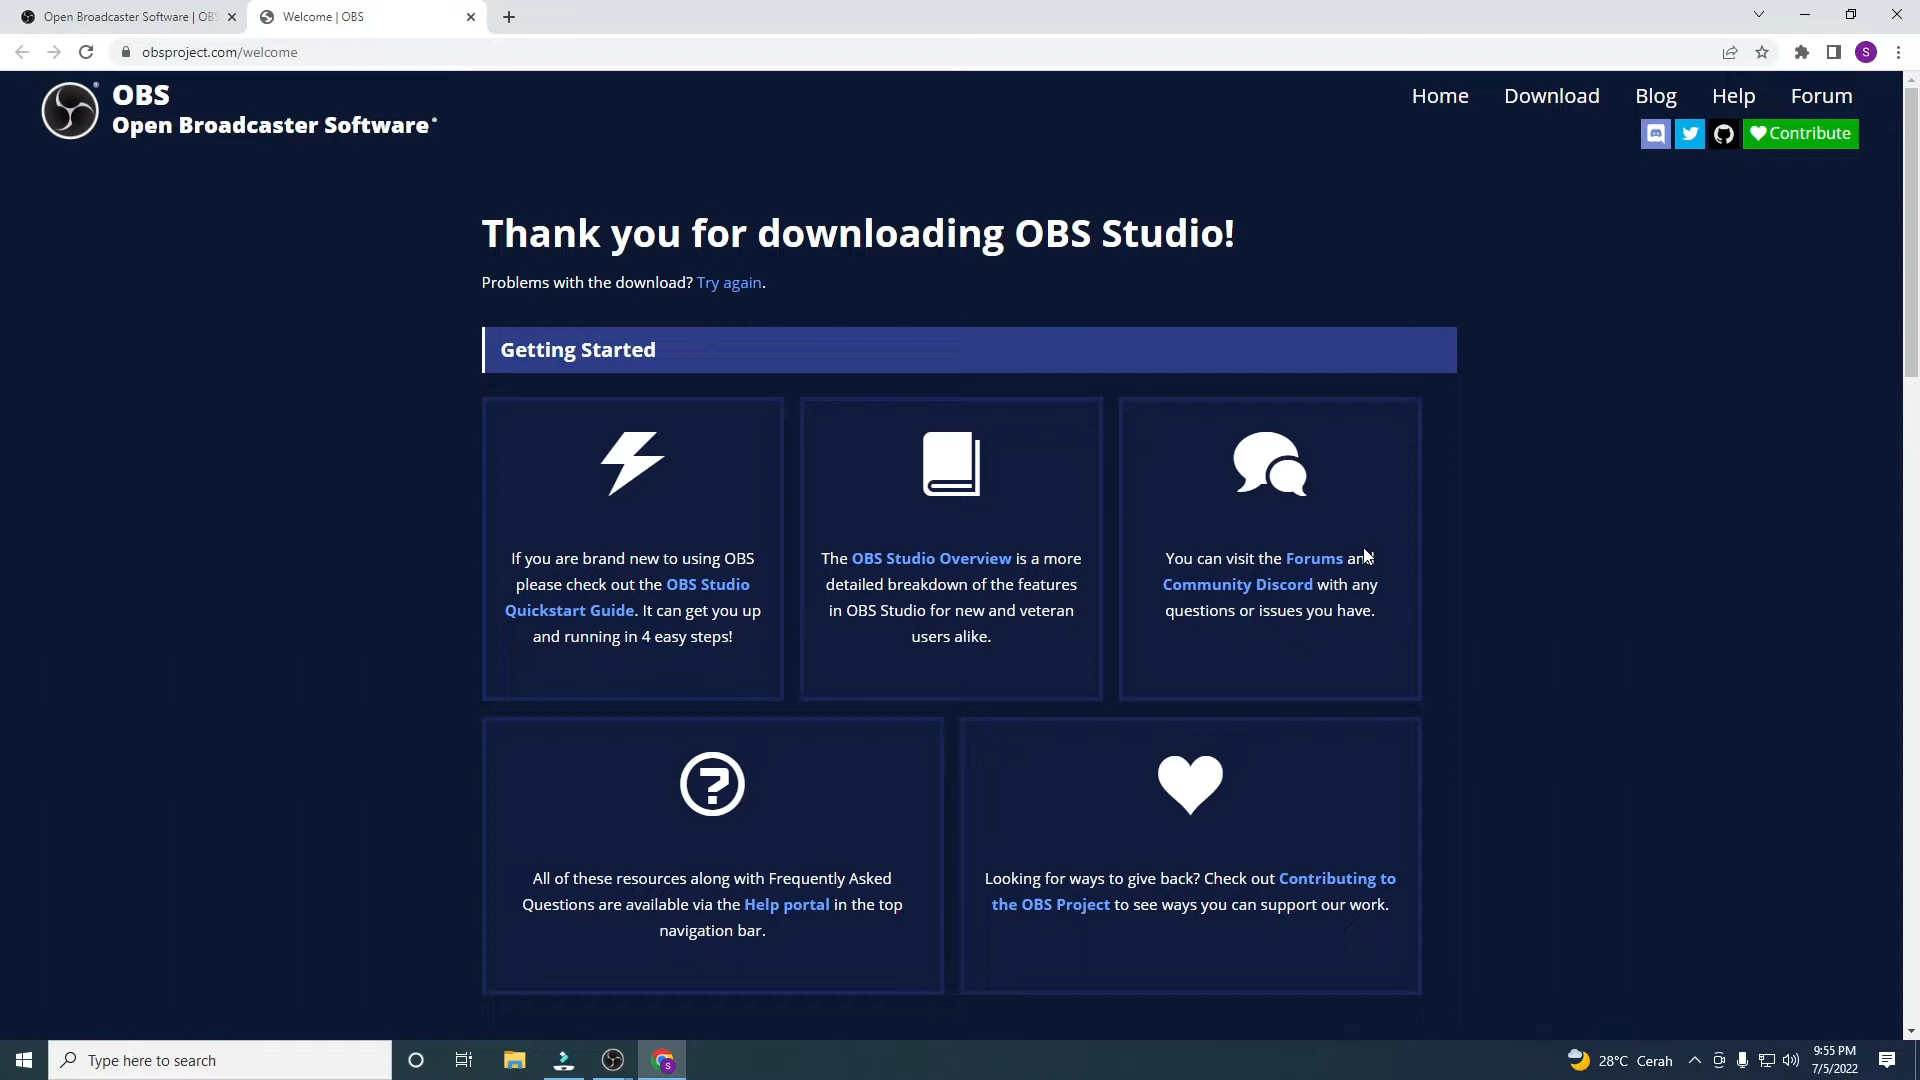 Open Broadcaster Software | OBS
Welcome | OBS
obsproject.com/welcome
S
OBS
Open Broadcaster Software®
Home
Download
Blog
Help
Forum
Contribute
Thank you for downloading OBS Studio!
Problems with the download? Try again.
Getting Started
If you are brand new to using OBS
please check out the OBS Studio
Quickstart Guide. It can get you up
and running in 4 easy steps!
The OBS Studio Overview is a more
detailed breakdown of the features
in OBS Studio for new and veteran
users alike.
You can visit the Forums and
Community Discord with any
questions or issues you have.
All of these resources along with Frequently Asked
Questions are available via the Help portal in the top
navigation bar.
Looking for ways to give back? Check out Contributing to
the OBS Project to see ways you can support our work.
Type here to search
S
28°C Cerah
9:55 PM
7/5/2022